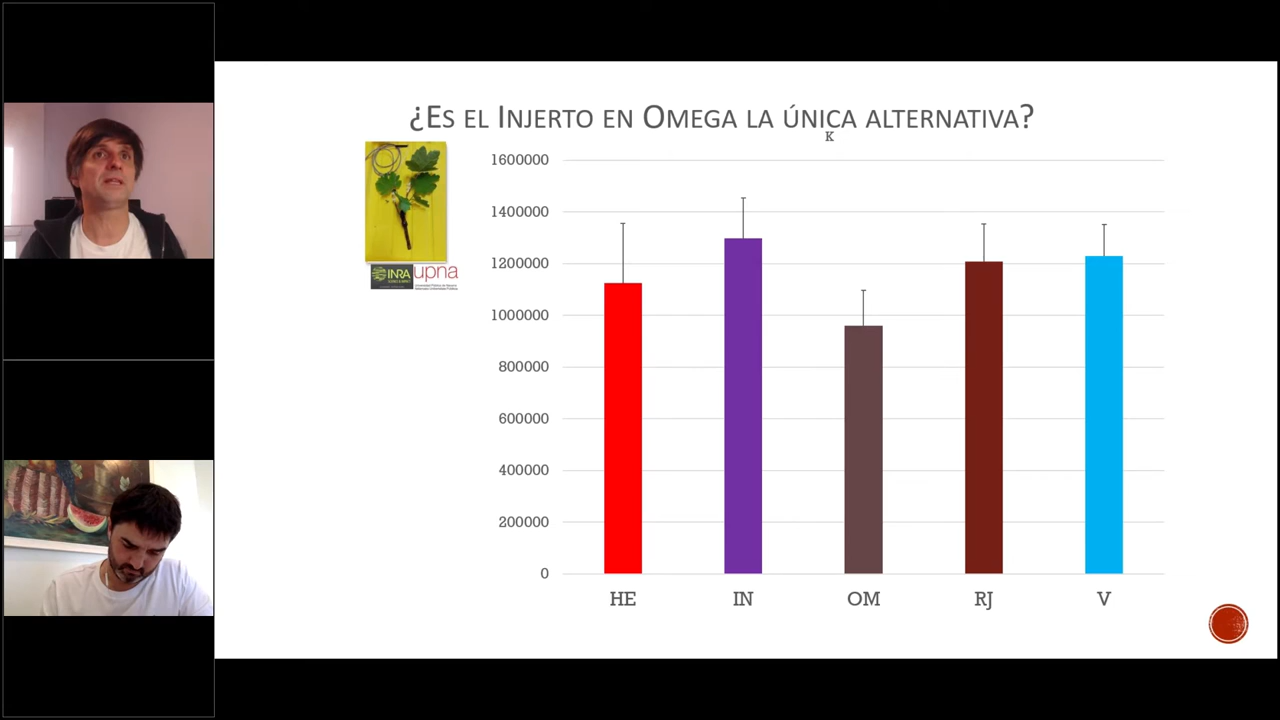 ¿Es el Injerto en Omega la única alternativa?
K
1600000
1400000
1200000
1000000
800000
600000
400000
200000
0
HE IN OM RJ V
INRA
upna